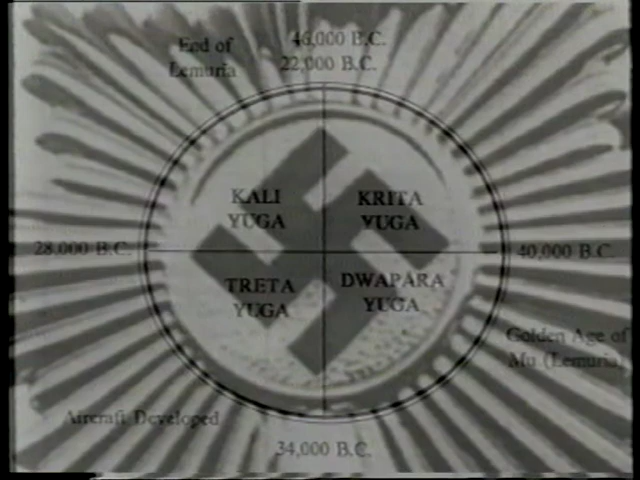 End of
Lemuria
46,000 B.C.
22,000 B.C.
KALI
YUGA
KRITA
YUGA
28,000 B.C.
40,000 B.C.
TRETA
YUGA
DWAPARA
YUGA
Golden Age of
Mu (Lemuria)
Aircraft Developed
34,000 B.C.